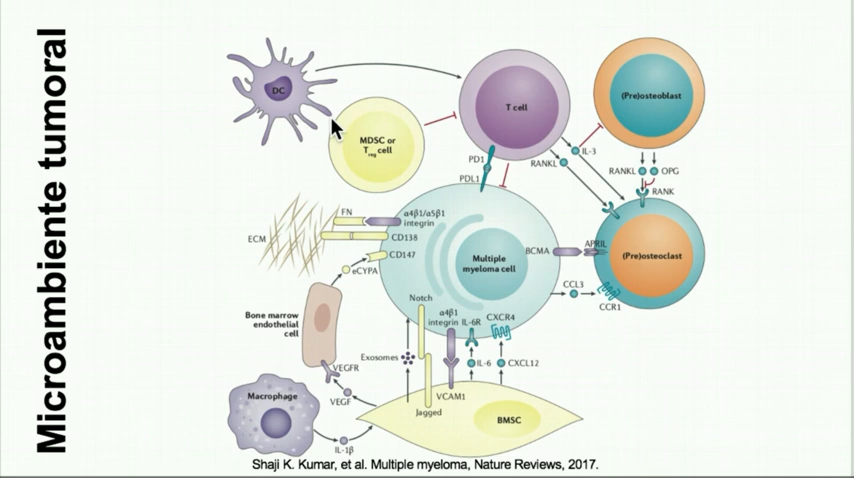 Microambiente tumoral
DC
T cell
(Pre)osteoblast
MDSC or
Treg cell
IL-3
PD1
RANKL
RANKL
OPG
PDL1
RANK
FN
α4β1/α5β1
integrin
ECM
CD138
CD147
BCMA
APRIL
(Pre)osteoclast
Multiple
myeloma cell
eCYPA
CCL3
CCR1
Notch
Bone marrow
endothelial
cell
α4β1
integrin
IL-6R
CXCR4
Exosomes
IL-6
CXCL12
VEGFR
Macrophage
VEGF
VCAM1
Jagged
BMSC
IL-1β
Shaji K. Kumar, et al. Multiple myeloma, Nature Reviews, 2017.